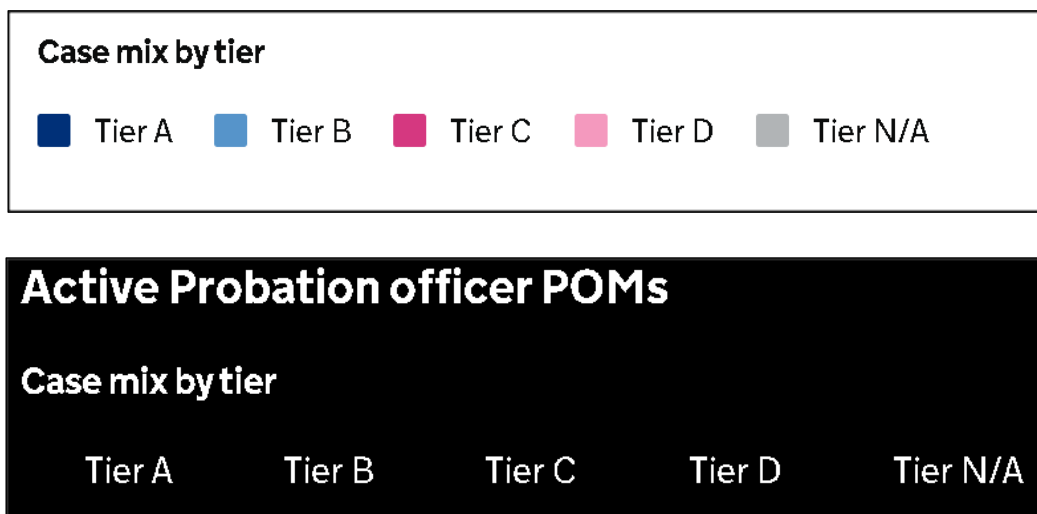 Case mix by tier
Tier A Tier B Tier C Tier D Tier N/A
Active Probation officer POMs
Case mix by tier
Tier A Tier B Tier C Tier D Tier N/A